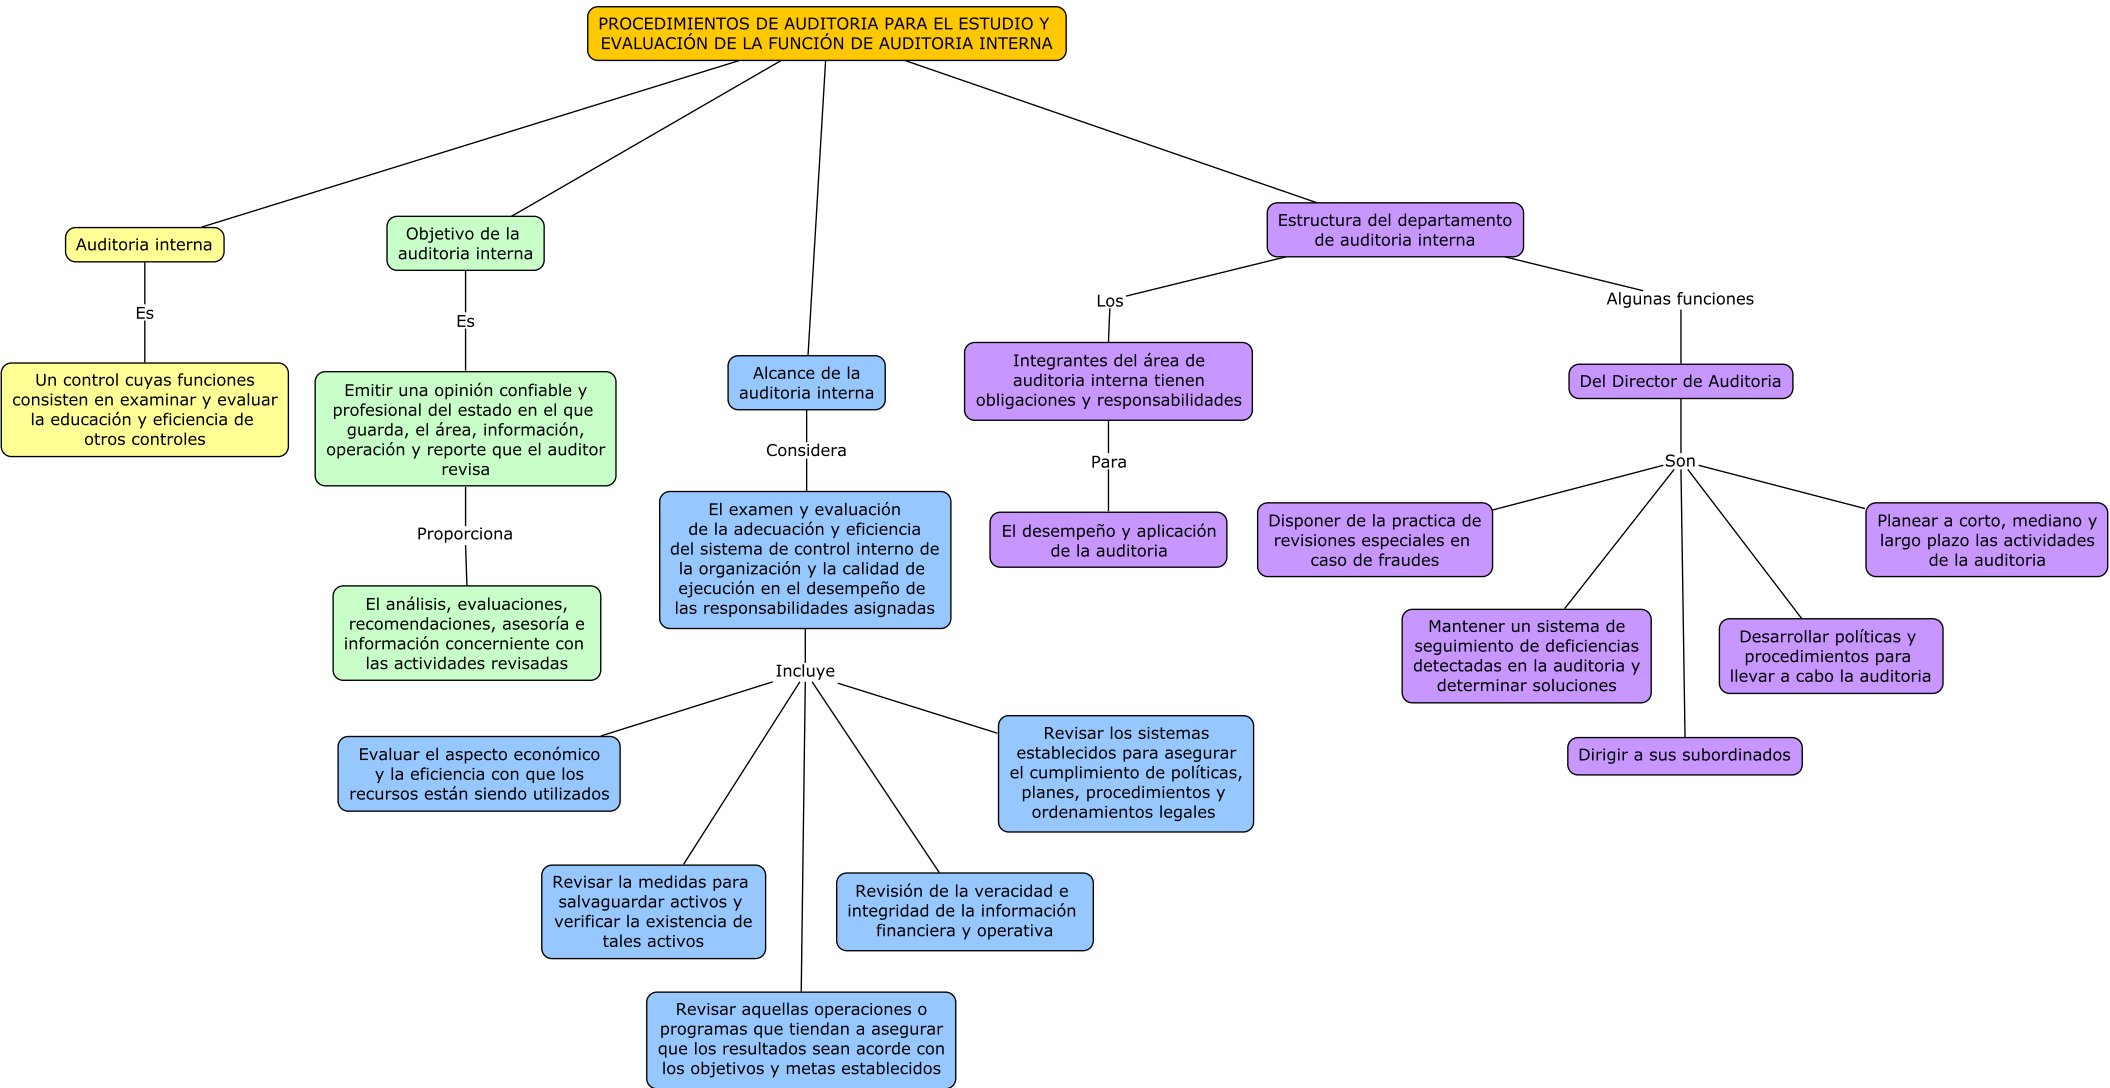 PROCEDIMIENTOS DE AUDITORIA PARA EL ESTUDIO Y
EVALUACIÓN DE LA FUNCIÓN DE AUDITORIA INTERNA
Auditoria interna
Es
Un control cuyas funciones
consisten en examinar y evaluar
la educación y eficiencia de
otros controles
Objetivo de la
auditoria interna
Es
Emitir una opinión confiable y
profesional del estado en el que
guarda, el área, información,
operación y reporte que el auditor
revisa
Proporciona
El análisis, evaluaciones,
recomendaciones, asesoría e
información concerniente con
las actividades revisadas
Alcance de la
auditoria interna
Considera
El examen y evaluación
de la adecuación y eficiencia
del sistema de control interno de
la organización y la calidad de
ejecución en el desempeño de
las responsabilidades asignadas
Incluye
Evaluar el aspecto económico
y la eficiencia con que los
recursos están siendo utilizados
Revisar la medidas para
salvaguardar activos y
verificar la existencia de
tales activos
Revisar aquellas operaciones o
programas que tiendan a asegurar
que los resultados sean acorde con
los objetivos y metas establecidos
Revisión de la veracidad e
integridad de la información
financiera y operativa
Revisar los sistemas
establecidos para asegurar
el cumplimiento de políticas,
planes, procedimientos y
ordenamientos legales
Estructura del departamento
de auditoria interna
Los
Integrantes del área de
auditoria interna tienen
obligaciones y responsabilidades
Para
El desempeño y aplicación
de la auditoria
Algunas funciones
Del Director de Auditoria
Son
Disponer de la practica de
revisiones especiales en
caso de fraudes
Mantener un sistema de
seguimiento de deficiencias
detectadas en la auditoria y
determinar soluciones
Dirigir a sus subordinados
Desarrollar políticas y
procedimientos para
llevar a cabo la auditoria
Planear a corto, mediano y
largo plazo las actividades
de la auditoria